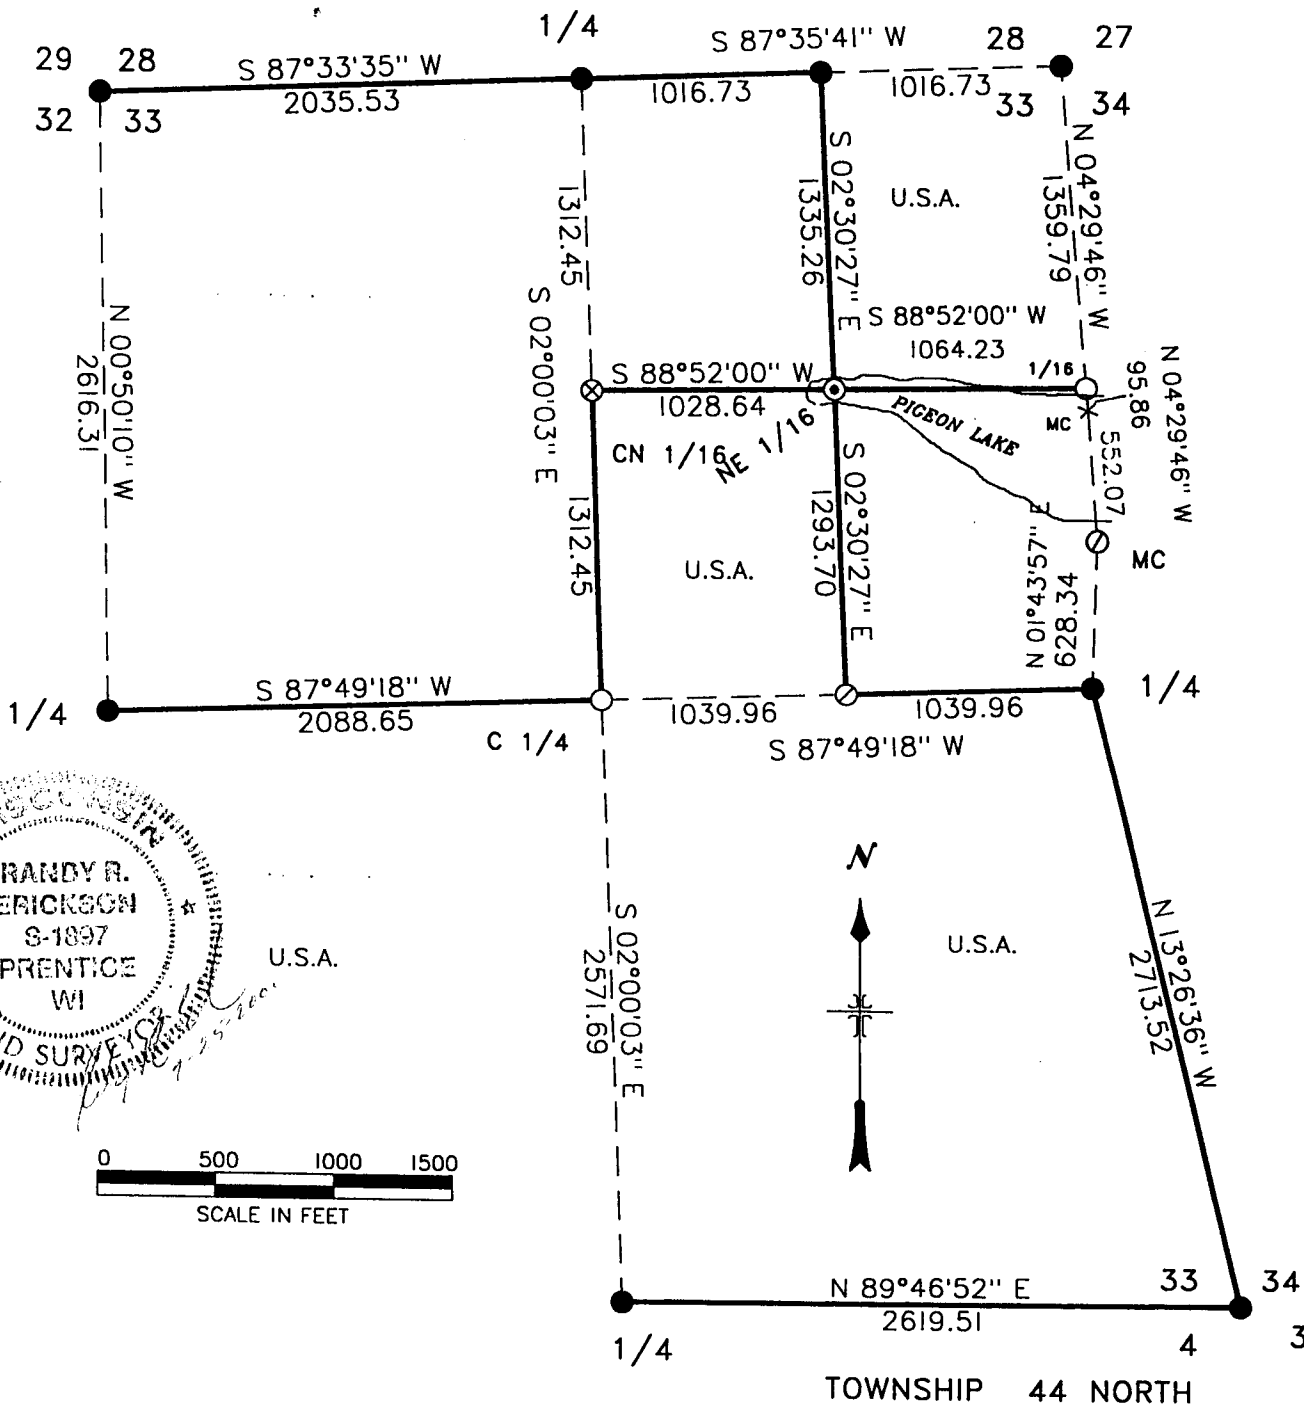 1/4
S 87°35'41" W
28
27
29
28
S 87°33'35" W
2035.53
1016.73
1016.73
32
33
33
34
N 04°29'46" W
1359.79
S 02°30'27" E
1335.26
U.S.A.
1312.45
S 02°00'03" E
N 00°50'10" W
2616.31
S 88°52'00" W
1064.23
1/16
S 88°52'00" W
1028.64
CN 1/16
NE 1/16
PIGEON LAKE
MC
95.86
N 04°29'46" W
552.07
S 02°30'27" E
1293.70
1312.45
U.S.A.
N 01°43'57" E
628.34
MC
1/4
S 87°49'18" W
2088.65
C 1/4
1039.96
1039.96
S 87°49'18" W
1/4
WISCONSIN
RANDY R.
ERICKSON
S-1897
PRENTICE
WI
SURVEYOR
U.S.A.
S 02°00'03" E
2571.69
N
U.S.A.
N 13°26'36" W
2713.52
0 500 1000 1500
SCALE IN FEET
N 89°46'52" E
2619.51
33
34
1/4
4
3
TOWNSHIP 44 NORTH